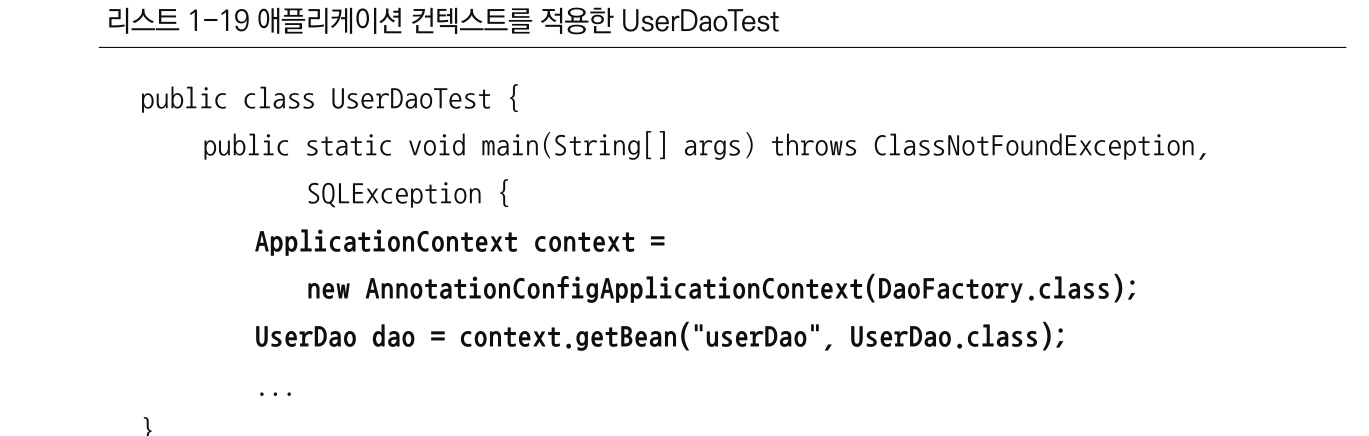 리스트 1-19 애플리케이션 컨텍스트를 적용한 UserDaoTest
public class UserDaoTest {
public static void main(String[] args) throws ClassNotFoundException,
SQLException {
ApplicationContext context =
new AnnotationConfigApplicationContext(DaoFactory.class);
UserDao dao = context.getBean("userDao", UserDao.class);
...
}